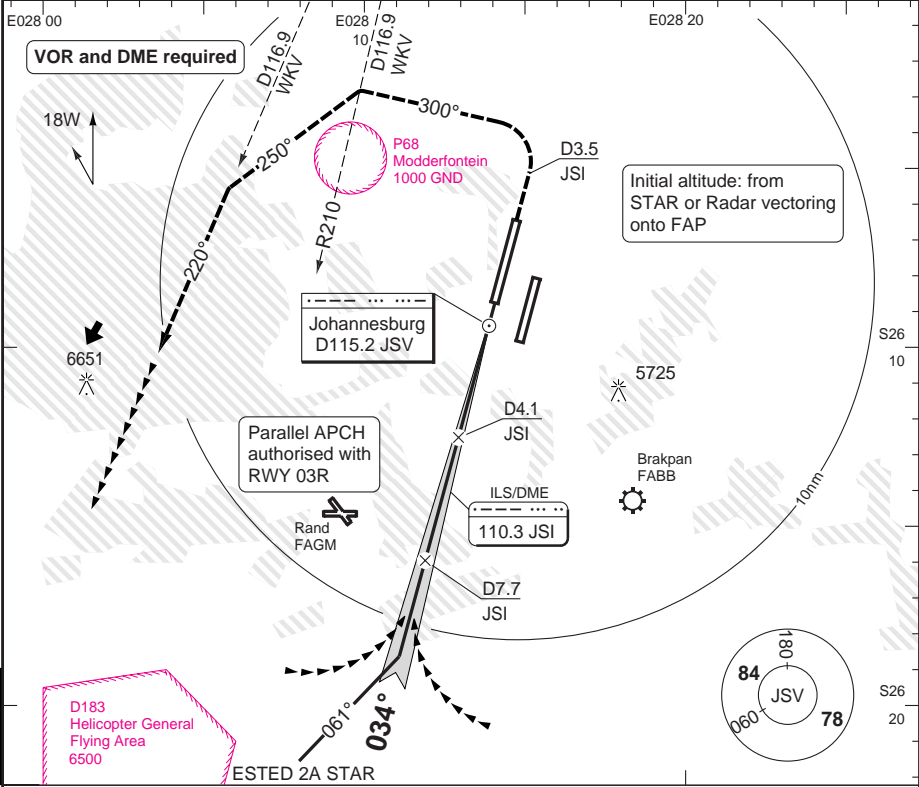 E028 00
E028
10
E028 20
VOR and DME required
D116.9
WKV
D116.9
WKV
18W
300°
250°
P68
Modderfontein
1000 GND
D3.5
JSI
Initial altitude: from
STAR or Radar vectoring
onto FAP
R210
220°
Johannesburg
D115.2 JSV
6651
S26
10
5725
D4.1
JSI
Parallel APCH
authorised with
RWY 03R
Brakpan
FABB
ILS/DME
110.3 JSI
10nm
Rand
FAGM
D7.7
JSI
180
84
JSV
060
78
S26
20
D183
Helicopter General
Flying Area
6500
061°
034°
ESTED 2A STAR